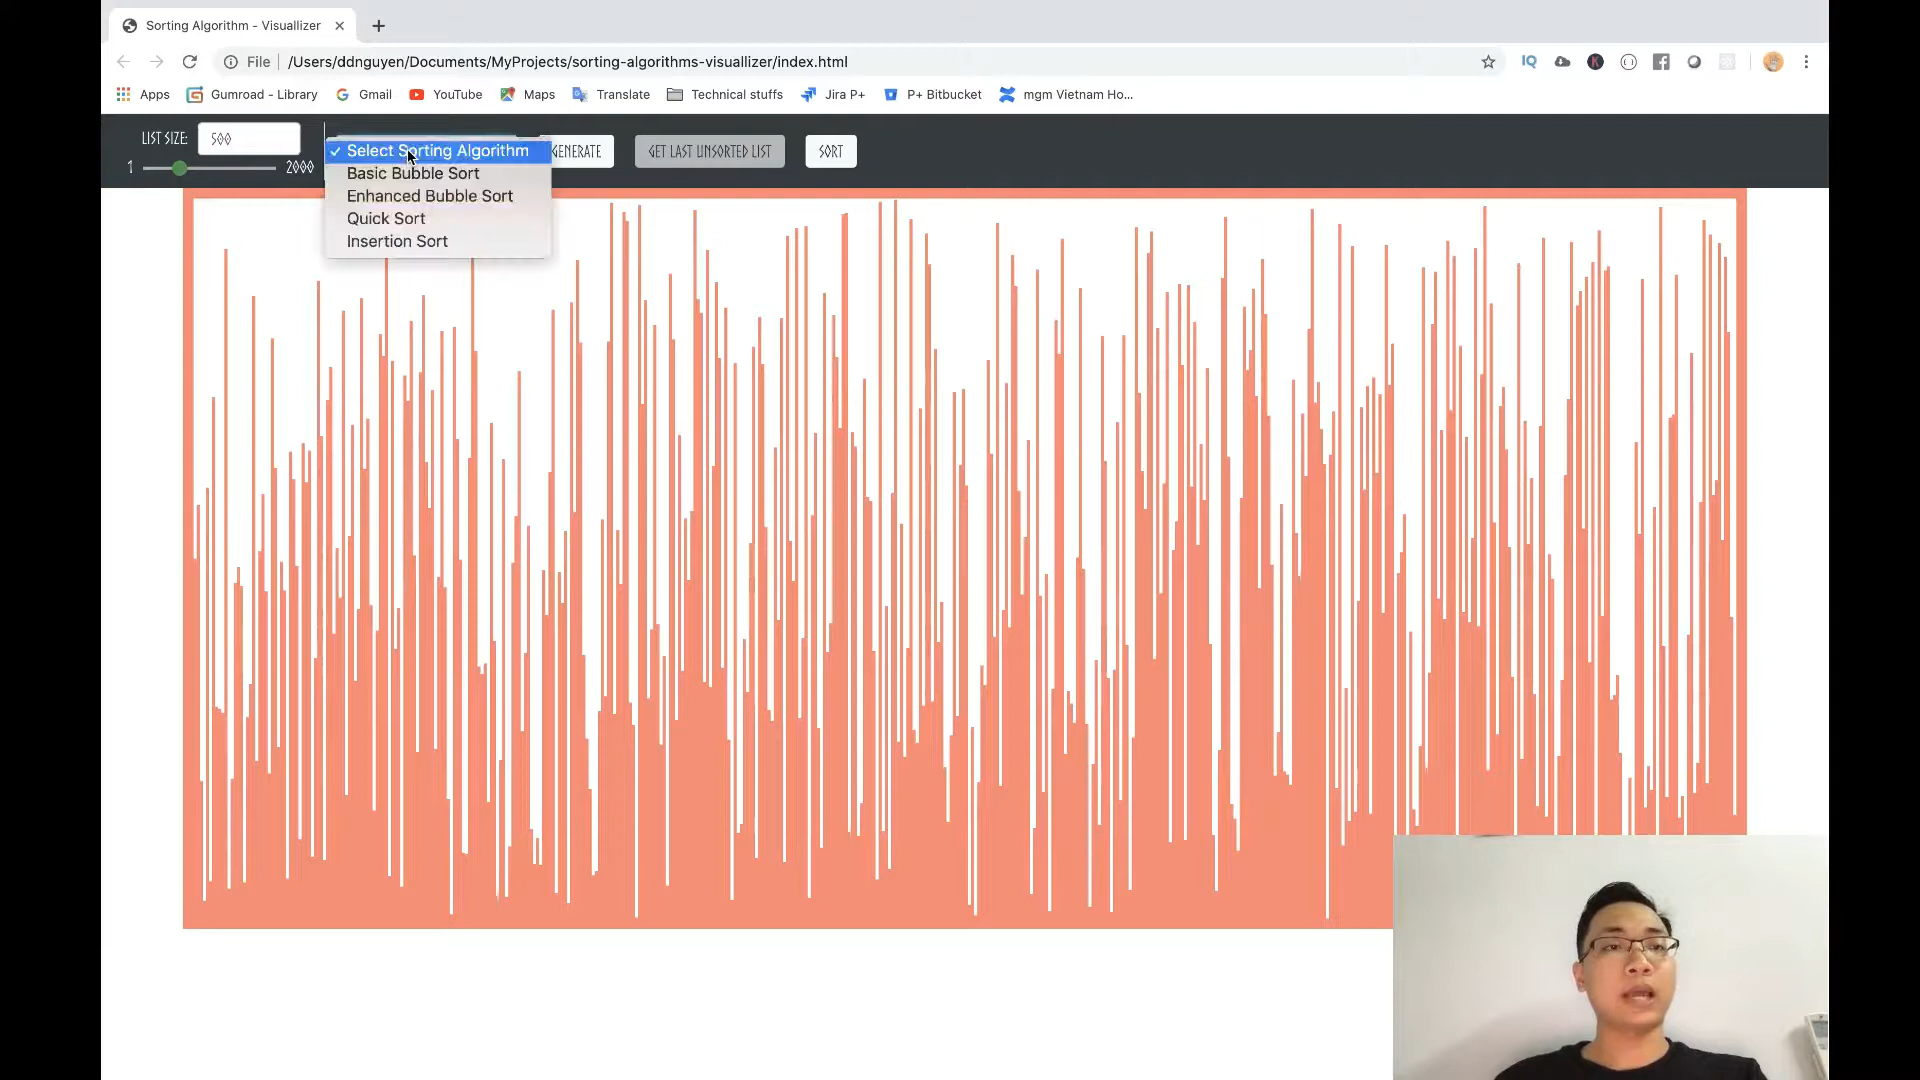 Sorting Algorithm - Visuallizer
File /Users/ddnguyen/Documents/MyProjects/sorting-algorithms-visuallizer/index.html
IQ
K
Apps Gumroad - Library Gmail YouTube Maps Translate Technical stuffs Jira P+ P+ Bitbucket mgm Vietnam Ho...
LIST SIZE: 500
1 2000
✓ Select Sorting Algorithm
Basic Bubble Sort
Enhanced Bubble Sort
Quick Sort
Insertion Sort
GENERATE
GET LAST UNSORTED LIST
SORT